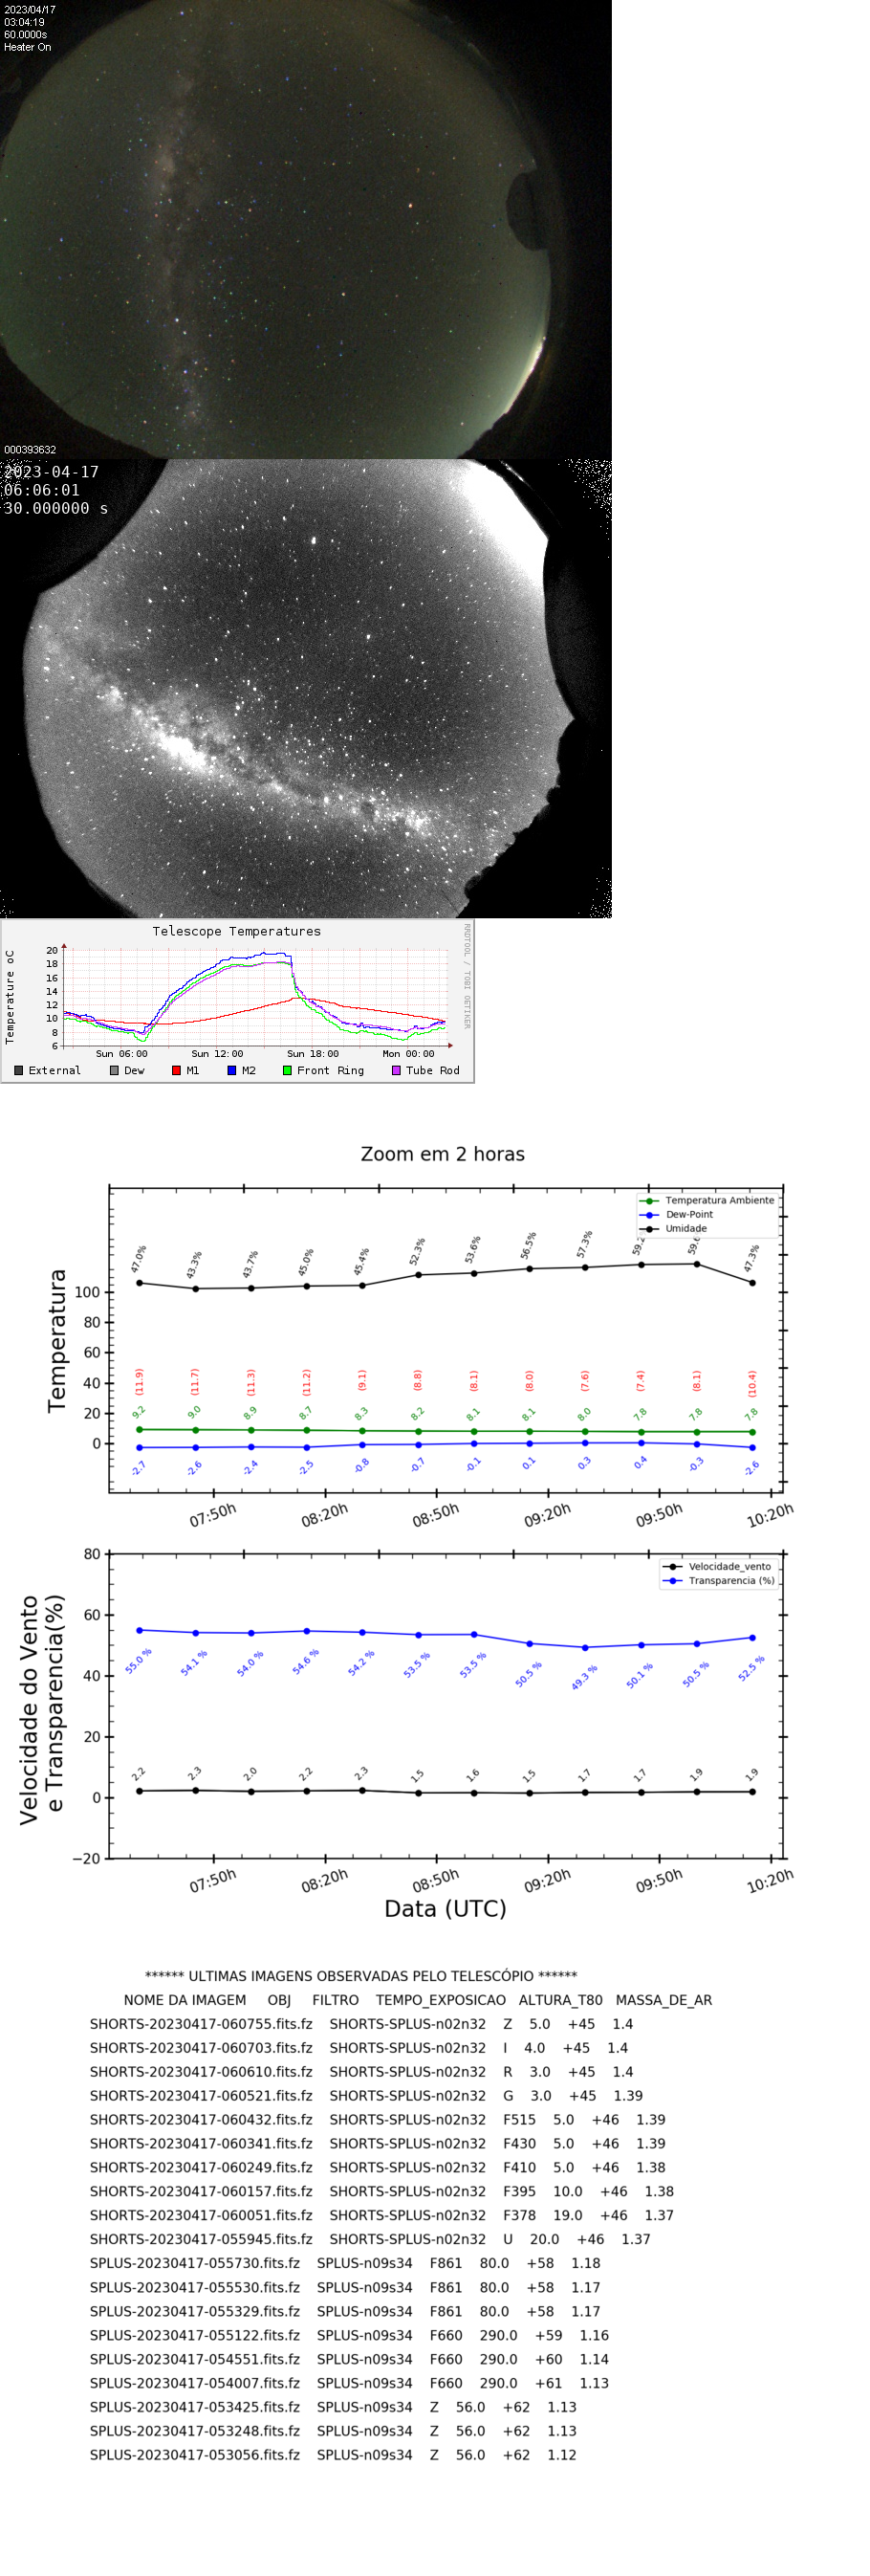 2023/04/17
03:04:19
60.0000s
Heater On
000393632
2023-04-17
06:06:01
30.000000 s
Telescope Temperatures
Temperature oC
RRDTOOL / TOBI OETIKER
20
18
16
14
12
10
8
6
Sun 06:00 Sun 12:00 Sun 18:00 Mon 00:00
External Dew M1 M2 Front Ring Tube Rod
Zoom em 2 horas
Temperatura Ambiente
Dew-Point
Umidade
Temperatura
47.0% 43.3% 43.7% 45.0% 45.4% 52.3% 53.6% 56.5% 57.3% 47.3%
100
80
60
40
20
0
(11.9) (11.7) (11.3) (11.2) (9.1) (8.8) (8.1) (8.0) (7.6) (7.4) (8.1) (10.4)
9.2 9.0 8.9 8.7 8.3 8.2 8.1 8.1 8.0 7.8 7.8 7.8
-2.7 -2.6 -2.4 -2.5 -0.8 -0.7 -0.1 0.1 0.3 0.4 -0.3 -2.6
07:50h 08:20h 08:50h 09:20h 09:50h 10:20h
Velocidade_vento
Transparencia (%)
Velocidade do Vento
e Transparencia(%)
80
60
40
20
0
−20
55.0 % 54.1 % 54.0 % 54.6 % 54.2 % 53.5 % 53.5 % 50.5 % 49.3 % 50.1 % 50.5 % 52.5 %
2.2 2.3 2.0 2.2 2.3 1.5 1.6 1.5 1.7 1.7 1.9 1.9
07:50h 08:20h 08:50h 09:20h 09:50h 10:20h
Data (UTC)
****** ULTIMAS IMAGENS OBSERVADAS PELO TELESCÓPIO ******
NOME DA IMAGEM OBJ FILTRO TEMPO_EXPOSICAO ALTURA_T80 MASSA_DE_AR
SHORTS-20230417-060755.fits.fz SHORTS-SPLUS-n02n32 Z 5.0 +45 1.4
SHORTS-20230417-060703.fits.fz SHORTS-SPLUS-n02n32 I 4.0 +45 1.4
SHORTS-20230417-060610.fits.fz SHORTS-SPLUS-n02n32 R 3.0 +45 1.4
SHORTS-20230417-060521.fits.fz SHORTS-SPLUS-n02n32 G 3.0 +45 1.39
SHORTS-20230417-060432.fits.fz SHORTS-SPLUS-n02n32 F515 5.0 +46 1.39
SHORTS-20230417-060341.fits.fz SHORTS-SPLUS-n02n32 F430 5.0 +46 1.39
SHORTS-20230417-060249.fits.fz SHORTS-SPLUS-n02n32 F410 5.0 +46 1.38
SHORTS-20230417-060157.fits.fz SHORTS-SPLUS-n02n32 F395 10.0 +46 1.38
SHORTS-20230417-060051.fits.fz SHORTS-SPLUS-n02n32 F378 19.0 +46 1.37
SHORTS-20230417-055945.fits.fz SHORTS-SPLUS-n02n32 U 20.0 +46 1.37
SPLUS-20230417-055730.fits.fz SPLUS-n09s34 F861 80.0 +58 1.18
SPLUS-20230417-055530.fits.fz SPLUS-n09s34 F861 80.0 +58 1.17
SPLUS-20230417-055329.fits.fz SPLUS-n09s34 F861 80.0 +58 1.17
SPLUS-20230417-055122.fits.fz SPLUS-n09s34 F660 290.0 +59 1.16
SPLUS-20230417-054551.fits.fz SPLUS-n09s34 F660 290.0 +60 1.14
SPLUS-20230417-054007.fits.fz SPLUS-n09s34 F660 290.0 +61 1.13
SPLUS-20230417-053425.fits.fz SPLUS-n09s34 Z 56.0 +62 1.13
SPLUS-20230417-053248.fits.fz SPLUS-n09s34 Z 56.0 +62 1.13
SPLUS-20230417-053056.fits.fz SPLUS-n09s34 Z 56.0 +62 1.12